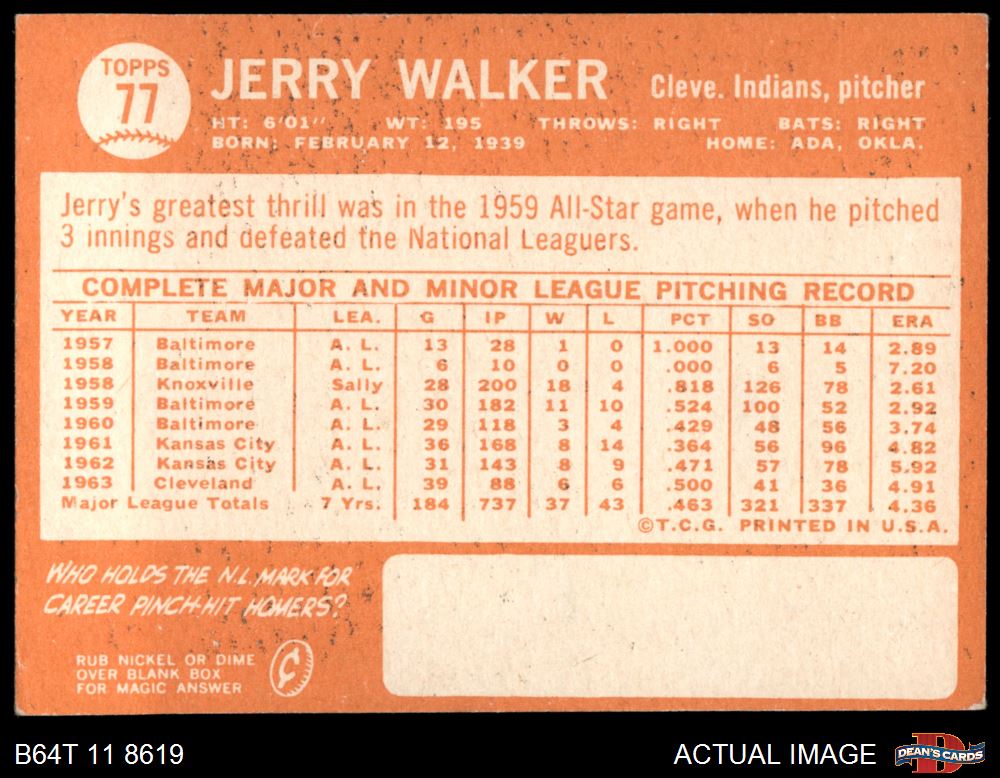 TOPPS
77
JERRY WALKER Cleve. Indians, pitcher
HT: 6'01" WT: 195 THROWS: RIGHT BATS: RIGHT
BORN: FEBRUARY 12, 1939 HOME: ADA, OKLA.
Jerry's greatest thrill was in the 1959 All-Star game, when he pitched
3 innings and defeated the National Leaguers.
COMPLETE MAJOR AND MINOR LEAGUE PITCHING RECORD
YEAR TEAM LEA. G IP W L PCT SO BB ERA
1957 Baltimore A. L. 13 28 1 0 1.000 13 14 2.89
1958 Baltimore A. L. 6 10 0 0 .000 6 5 7.20
1958 Knoxville Sally 28 200 18 4 .818 126 78 2.61
1959 Baltimore A. L. 30 182 11 10 .524 100 52 2.92
1960 Baltimore A. L. 29 118 3 4 .429 48 56 3.74
1961 Kansas City A. L. 36 168 8 14 .364 56 96 4.82
1962 Kansas City A. L. 31 143 8 9 .471 57 78 5.92
1963 Cleveland A. L. 39 88 6 6 .500 41 36 4.91
Major League Totals 7 Yrs. 184 737 37 43 .463 321 337 4.36
©T.C.G. PRINTED IN U.S.A.
WHO HOLDS THE N.L. MARK FOR
CAREER PINCH-HIT HOMERS?
RUB NICKEL OR DIME
OVER BLANK BOX
FOR MAGIC ANSWER
B64T 11 8619 ACTUAL IMAGE DEAN'S CARDS